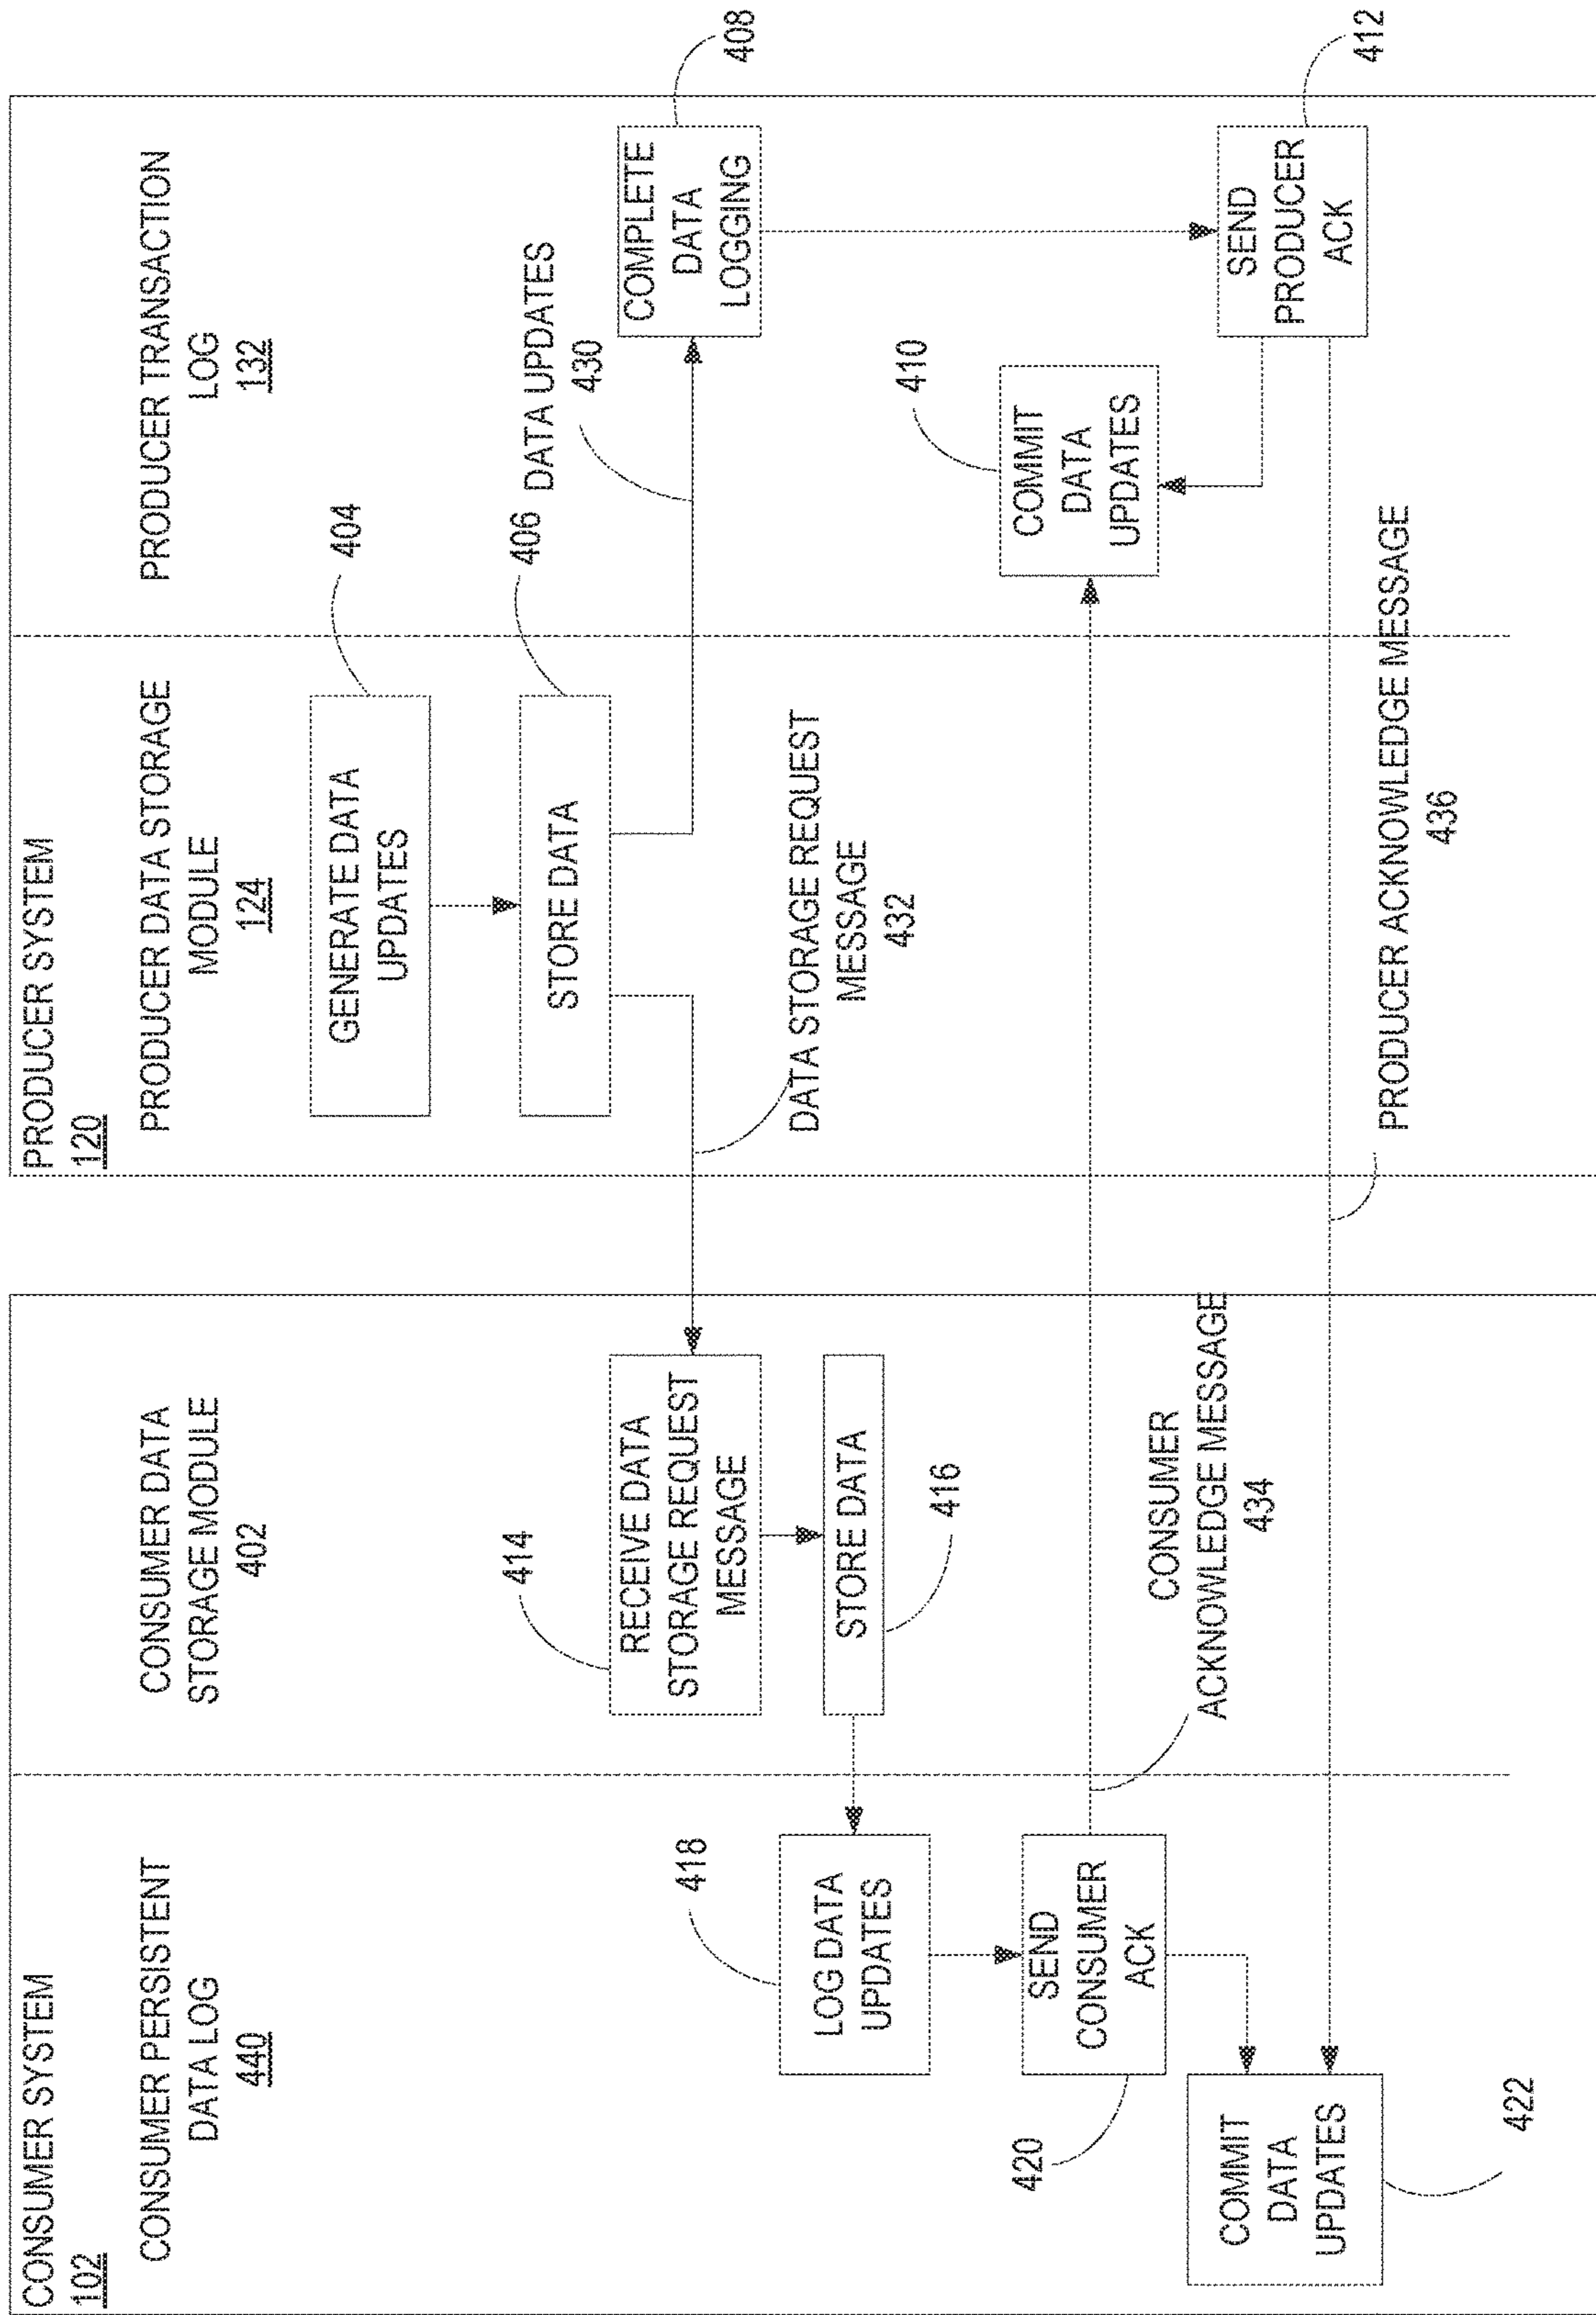 CONSUMER SYSTEM
102
CONSUMER PERSISTENT
DATA LOG
440
CONSUMER DATA
STORAGE MODULE
402
PRODUCER SYSTEM
120
PRODUCER DATA STORAGE
MODULE
124
PRODUCER TRANSACTION
LOG
132
GENERATE DATA
UPDATES
404
STORE DATA
406
DATA UPDATES
430
COMPLETE
DATA
LOGGING
408
DATA STORAGE REQUEST
MESSAGE
432
414
RECEIVE DATA
STORAGE REQUEST
MESSAGE
STORE DATA
416
418
LOG DATA
UPDATES
SEND
CONSUMER
ACK
420
CONSUMER
ACKNOWLEDGE MESSAGE
434
410
COMMIT
DATA
UPDATES
SEND
PRODUCER
ACK
412
PRODUCER ACKNOWLEDGE MESSAGE
436
COMMIT
DATA
UPDATES
422